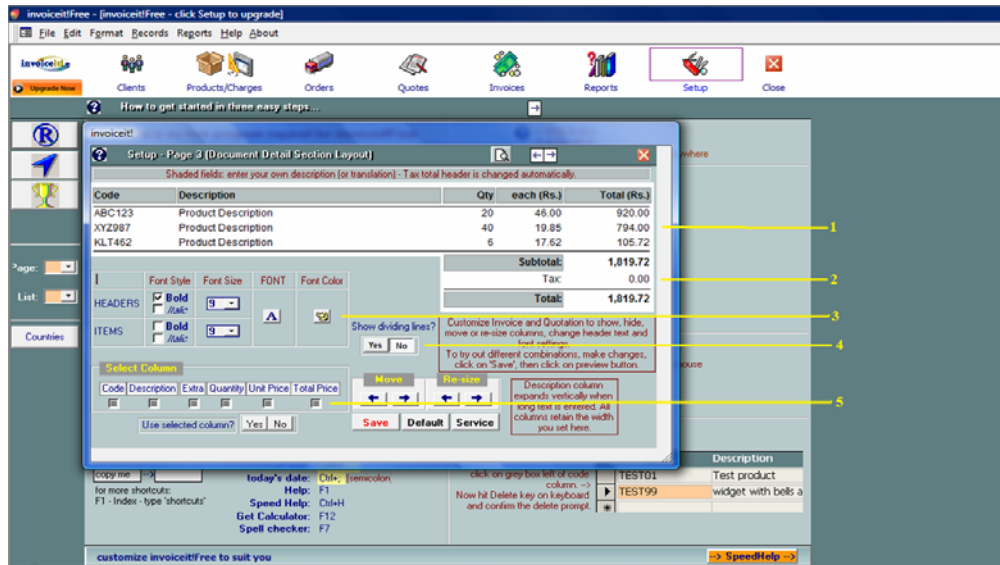 invoiceit!Free - [invoiceit!Free - click Setup to upgrade]
File Edit Format Records Reports Help About
invoiceit!
Upgrade Now
Clients Products/Charges Orders Quotes Invoices Reports Setup Close
How to get started in three easy steps...
invoiceit!
Setup - Page 3 (Document Detail Section Layout)
Shaded fields: enter your own description (or translation) - Tax total header is changed automatically.
Code Description Qty each (Rs.) Total (Rs.)
ABC123 Product Description 20 46.00 920.00
XYZ987 Product Description 40 19.85 794.00
KLT462 Product Description 6 17.62 105.72
Subtotal: 1,819.72
Tax: 0.00
Total: 1,819.72
1
2
3
4
5
Page:
List:
Countries
Font Style Font Size FONT Font Color
HEADERS Bold 9
Italic
A
ITEMS Bold 9
Italic
Show dividing lines?
Yes No
Customize Invoice and Quotation to show, hide,
move or re-size columns, change header text and
font settings.
To try out different combinations, make changes,
click on 'Save', then click on preview button.
Select Column
Code Description Extra Quantity Unit Price Total Price
Use selected column? Yes No
Move Re-size
Save Default Service
Description column
expands vertically when
long text is entered. All
columns retain the width
you set here.
copy me -->
for more shortcuts:
F1 - Index - type 'shortcuts'
today's date: Ctrl+; (semicolon)
Help: F1
Speed Help: Ctrl+H
Get Calculator: F12
Spell checker: F7
click on grey box left of code
column. -->
Now hit Delete key on keyboard
and confirm the delete prompt.
Description
TEST01 Test product
TEST99 widget with bells a
customize invoiceit!Free to suit you
--> SpeedHelp -->